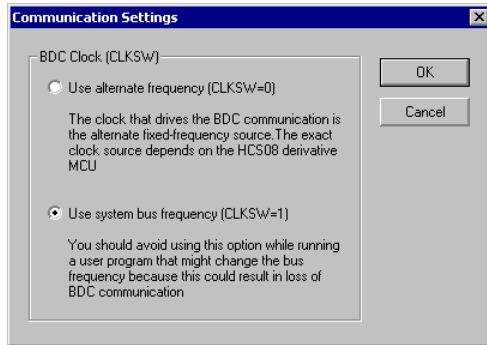 Communication Settings
BDC Clock (CLKSW)
Use alternate frequency (CLKSW=0)
The clock that drives the BDC communication is
the alternate fixed-frequency source.The exact
clock source depends on the HCS08 derivative
MCU
Use system bus frequency (CLKSW=1)
You should avoid using this option while running
a user program that might change the bus
frequency because this could result in loss of
BDC communication
OK
Cancel